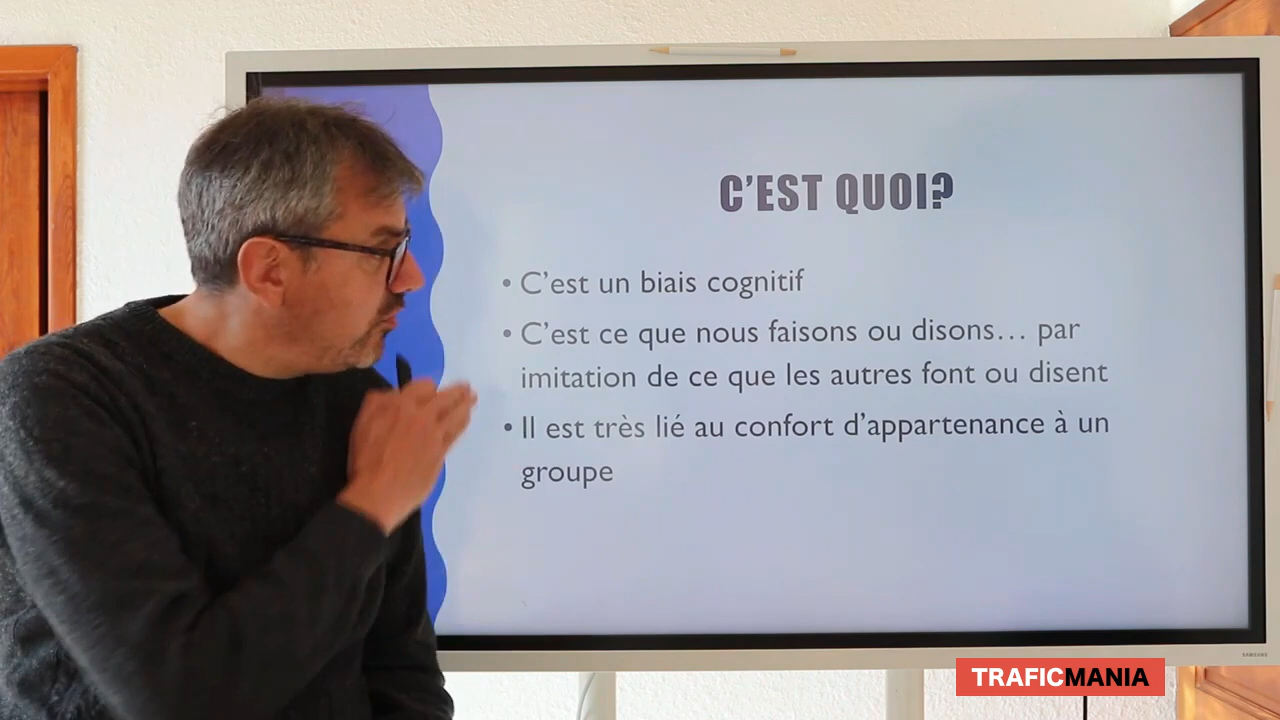 C'EST QUOI?
• C'est un biais cognitif
• C'est ce que nous faisons ou disons… par
imitation de ce que les autres font ou disent
• Il est très lié au confort d'appartenance à un
groupe
SAMSUNG
TRAFICMANIA